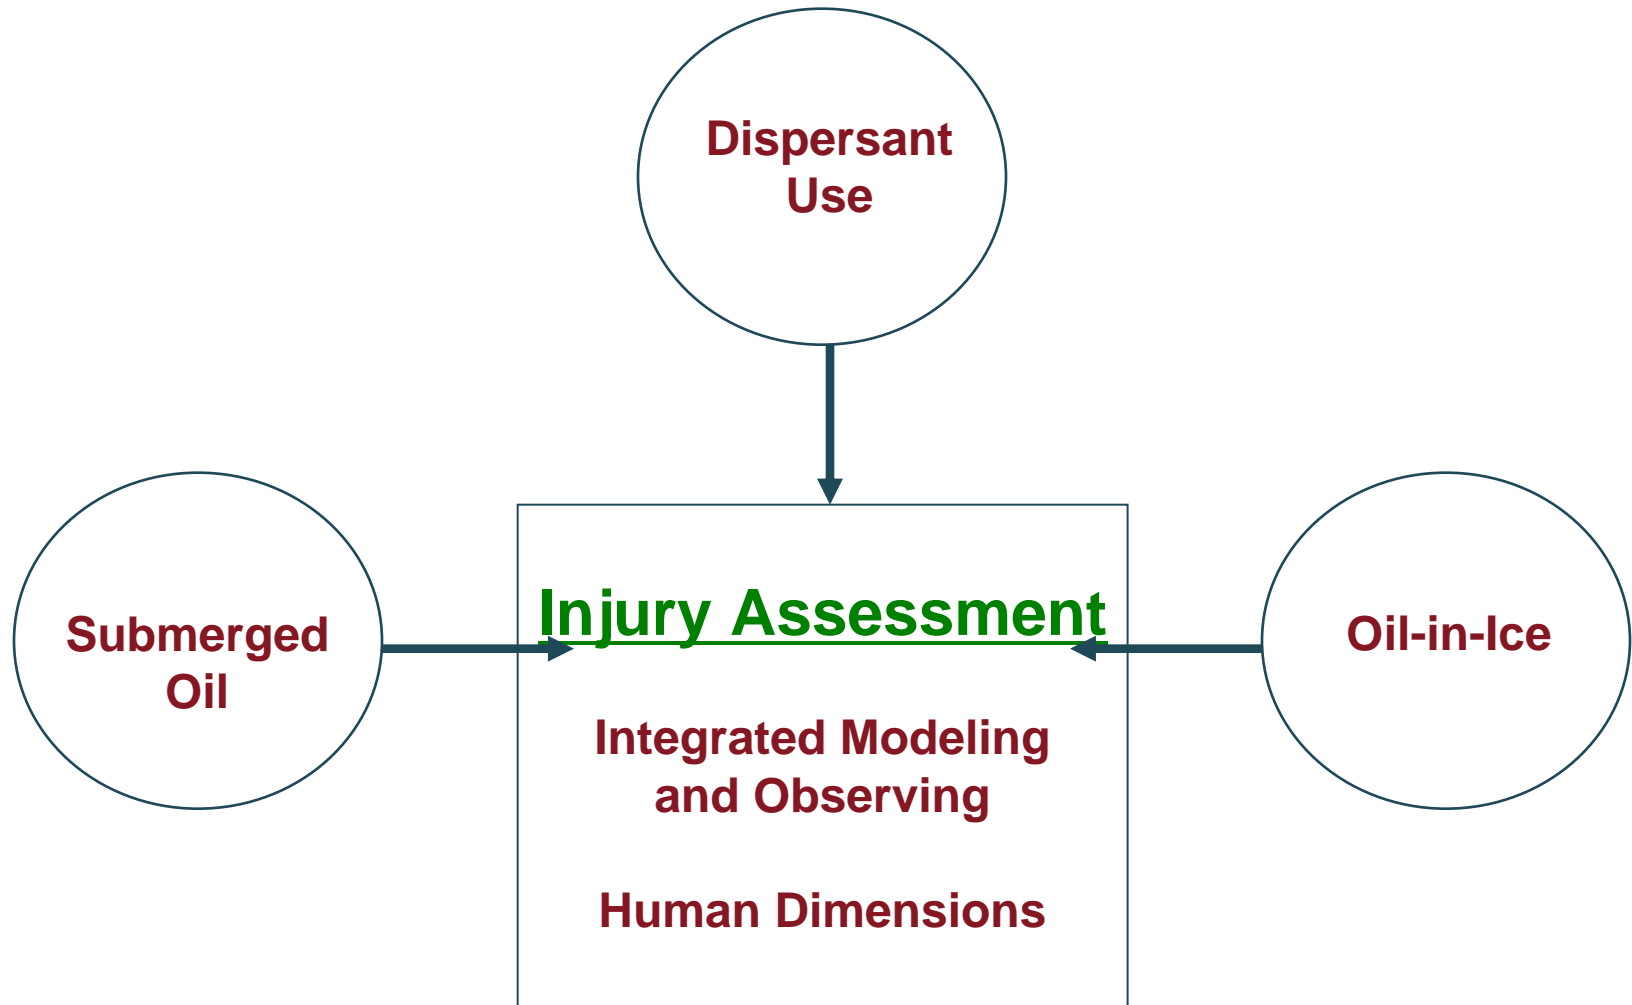 Dispersant
Use
Submerged
Oil
Injury Assessment
Integrated Modeling
and Observing
Human Dimensions
Oil-in-Ice